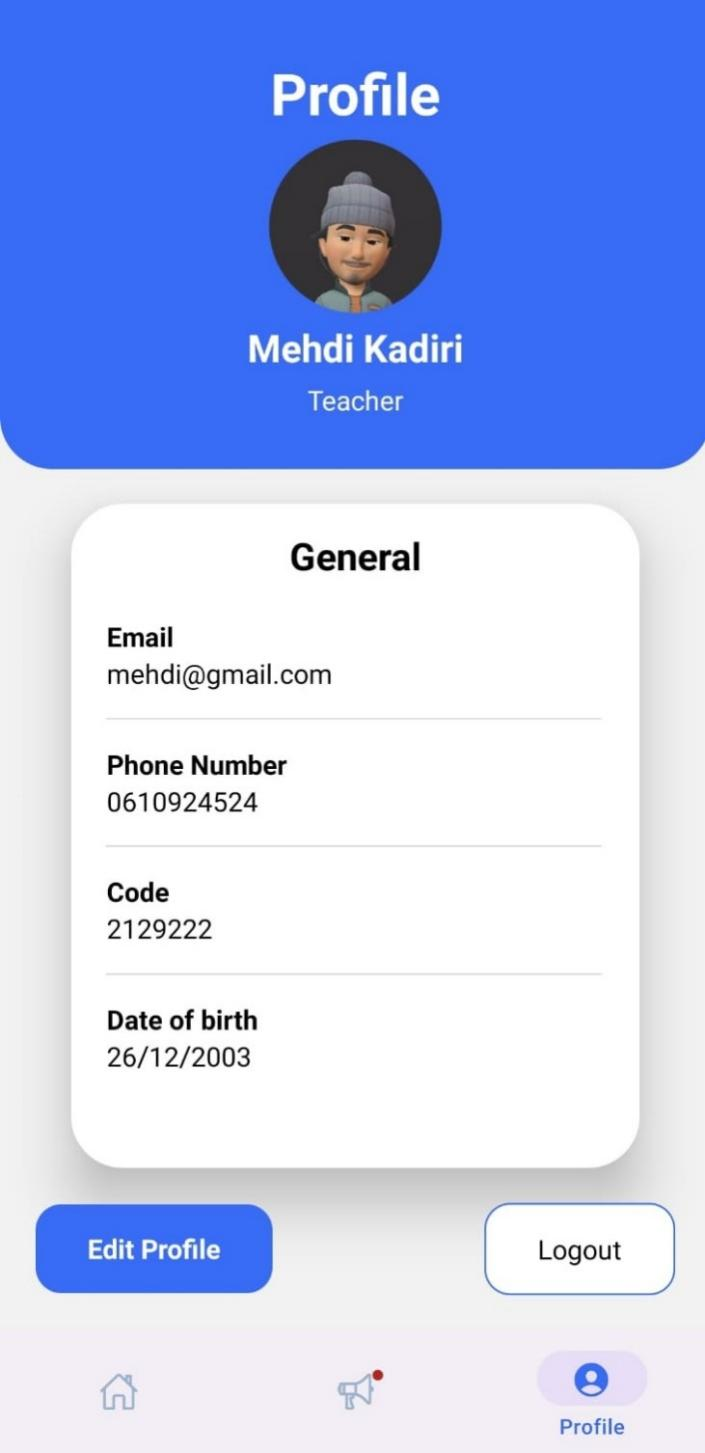 Profile
Mehdi Kadiri
Teacher
General
Email
mehdi@gmail.com
Phone Number
0610924524
Code
2129222
Date of birth
26/12/2003
Edit Profile
Logout
Profile